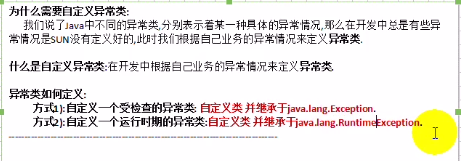 为什么需要自定义异常类:
我们说了Java中不同的异常类,分别表示着某一种具体的异常情况,那么在开发中总是有些异
常情况是SUN没有定义好的,此时我们根据自己业务的异常情况来定义异常类.
什么是自定义异常类:在开发中根据自己业务的异常情况来定义异常类.
异常类如何定义:
方式1):自定义一个受检查的异常类: 自定义类 并继承于java.lang.Exception.
方式2):自定义一个运行时期的异常类:自定义类 并继承于java.lang.RuntimeException.
--------------------------------------------------------------------